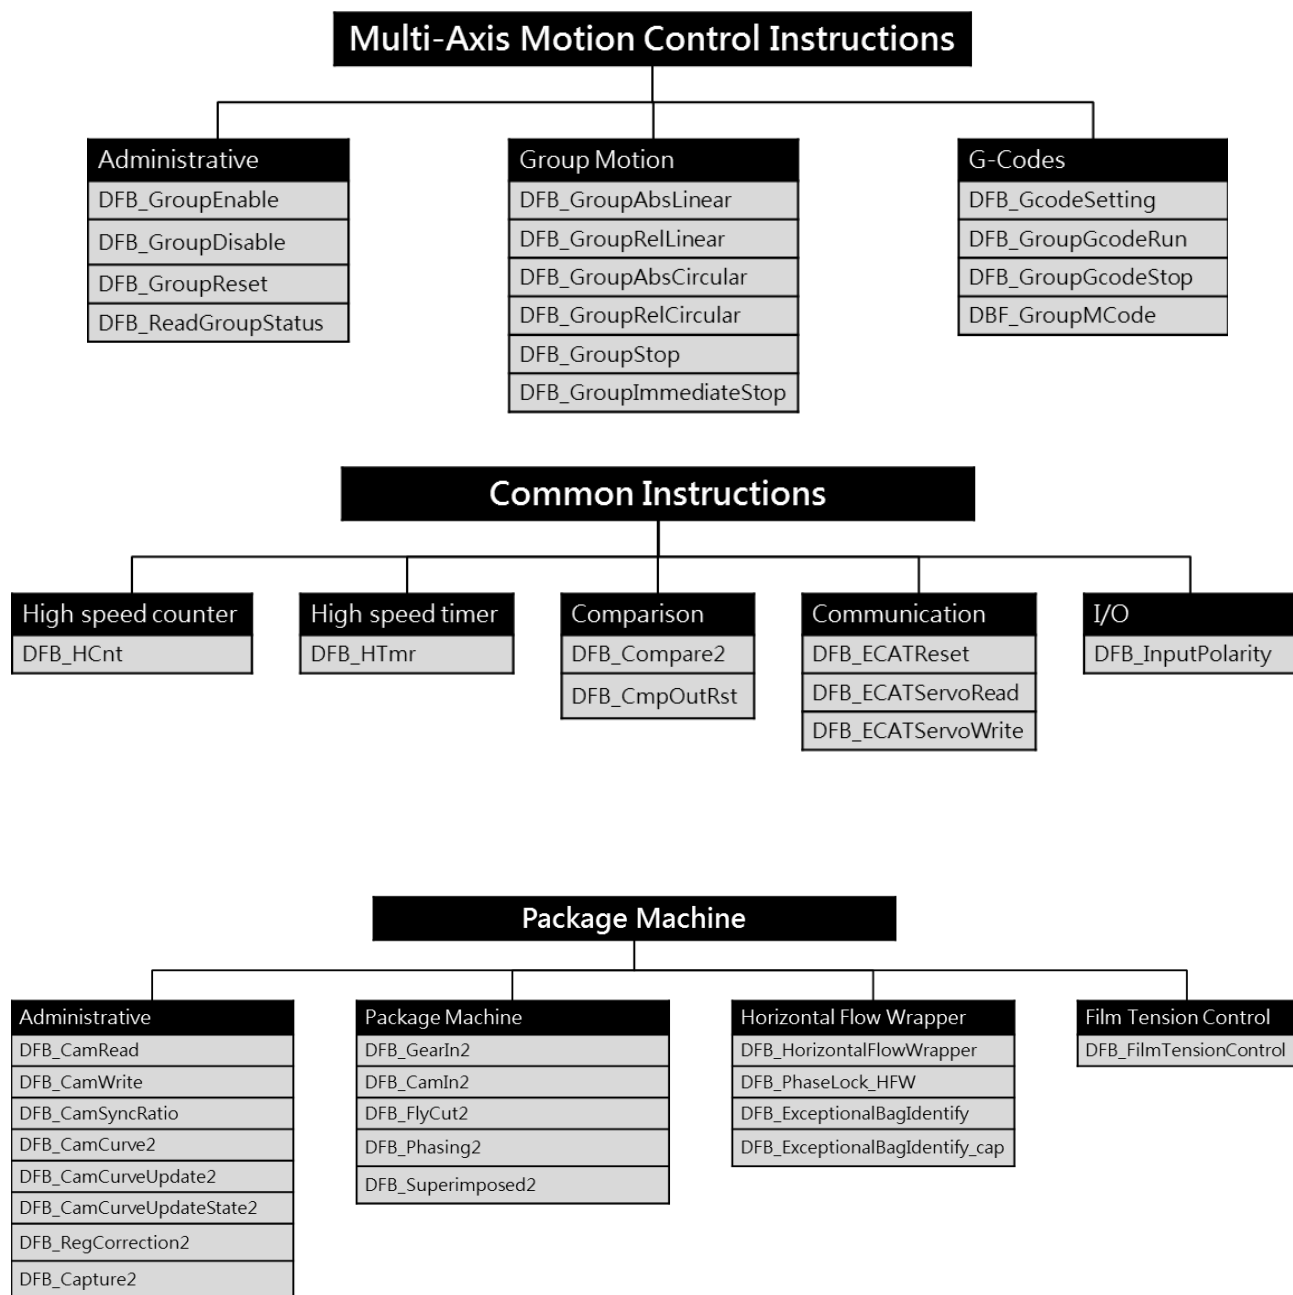 Multi-Axis Motion Control Instructions
Administrative
DFB_GroupEnable
DFB_GroupDisable
DFB_GroupReset
DFB_ReadGroupStatus
Group Motion
DFB_GroupAbsLinear
DFB_GroupRelLinear
DFB_GroupAbsCircular
DFB_GroupRelCircular
DFB_GroupStop
DFB_GroupImmediateStop
G-Codes
DFB_GcodeSetting
DFB_GroupGcodeRun
DFB_GroupGcodeStop
DBF_GroupMCode
Common Instructions
High speed counter
DFB_HCnt
High speed timer
DFB_HTmr
Comparison
DFB_Compare2
DFB_CmpOutRst
Communication
DFB_ECATReset
DFB_ECATServoRead
DFB_ECATServoWrite
I/O
DFB_InputPolarity
Package Machine
Administrative
DFB_CamRead
DFB_CamWrite
DFB_CamSyncRatio
DFB_CamCurve2
DFB_CamCurveUpdate2
DFB_CamCurveUpdateState2
DFB_RegCorrection2
DFB_Capture2
Package Machine
DFB_GearIn2
DFB_CamIn2
DFB_FlyCut2
DFB_Phasing2
DFB_Superimposed2
Horizontal Flow Wrapper
DFB_HorizontalFlowWrapper
DFB_PhaseLock_HFW
DFB_ExceptionalBagIdentify
DFB_ExceptionalBagIdentify_cap
Film Tension Control
DFB_FilmTensionControl